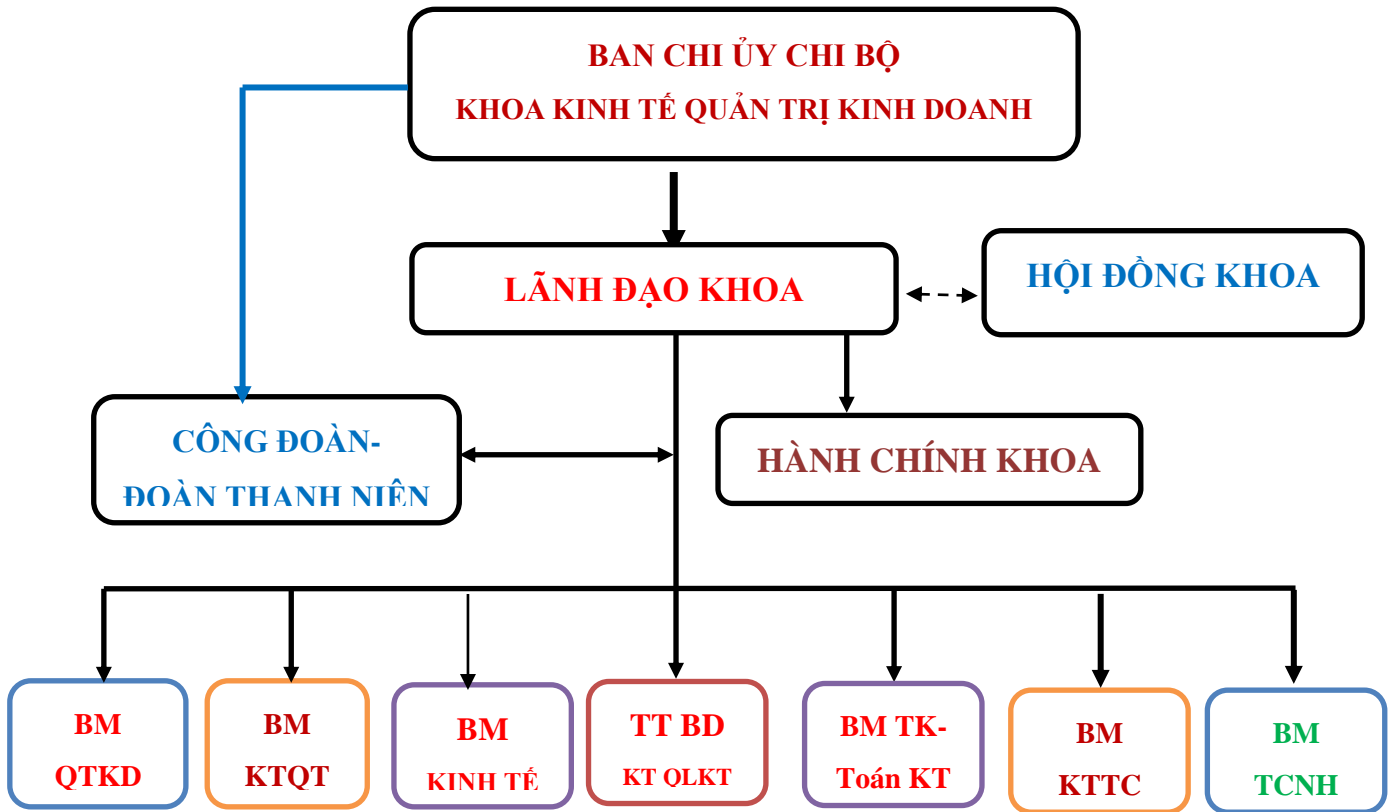 BAN CHI ỦY CHI BỘ
KHOA KINH TẾ QUẢN TRỊ KINH DOANH
LÃNH ĐẠO KHOA
HỘI ĐỒNG KHOA
CÔNG ĐOÀN-
ĐOÀN THANH NIÊN
HÀNH CHÍNH KHOA
BM
QTKD
BM
KTQT
BM
KINH TẾ
TT BD
KT QLKT
BM TK-
Toán KT
BM
KTTC
BM
TCNH